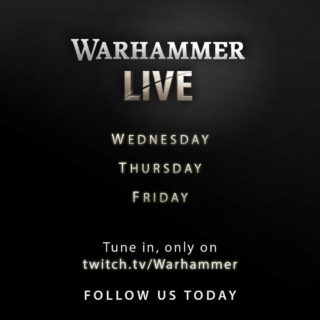 WARHAMMER
LIVE
WEDNESDAY
THURSDAY
FRIDAY
Tune in, only on
twitch.tv/Warhammer
FOLLOW US TODAY